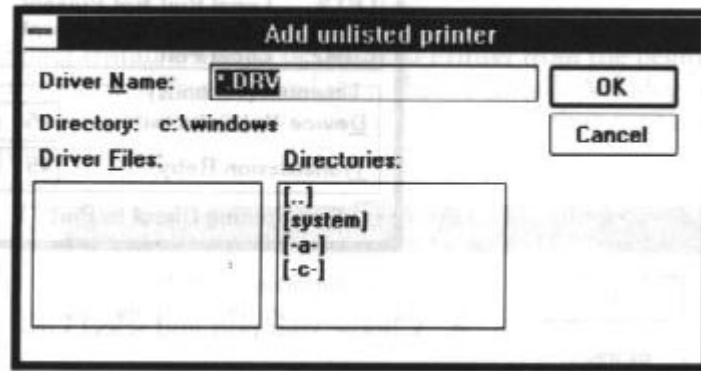 Add unlisted printer
Driver Name: *.DRV
OK
Directory: c:\windows
Cancel
Driver Files:
Directories:
[..]
[system]
[-a-]
[-c-]